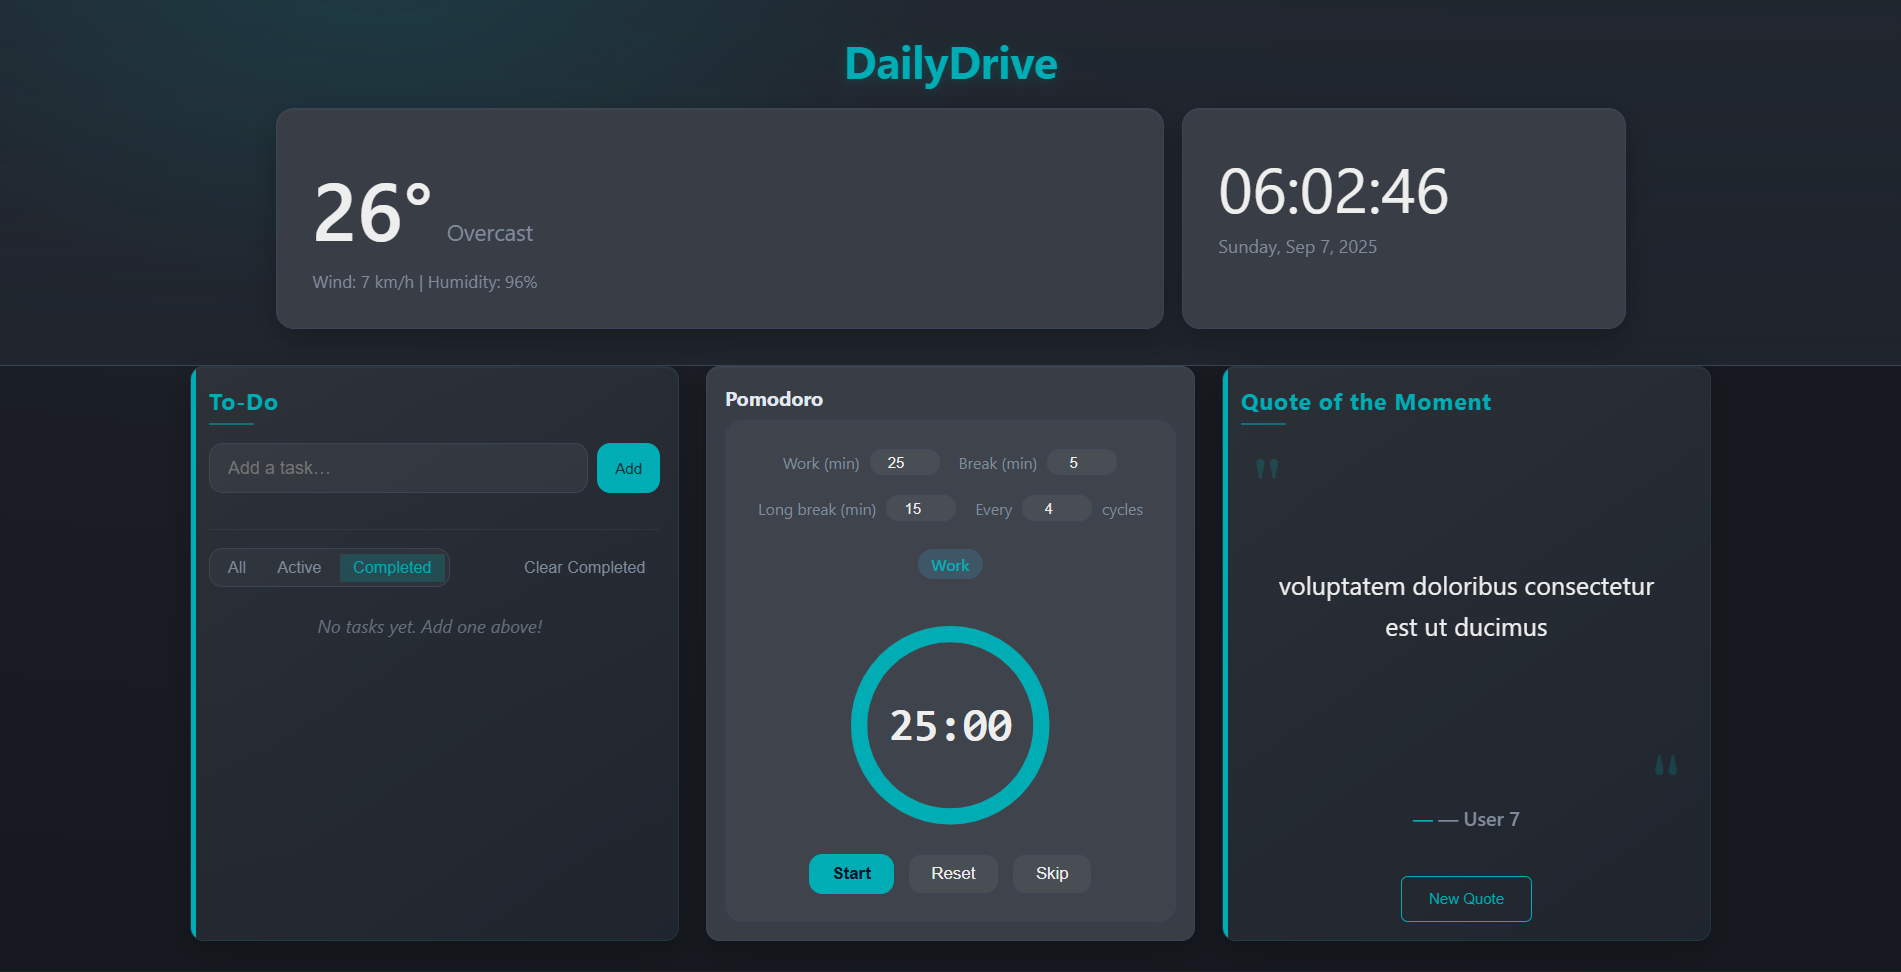 DailyDrive
26° Overcast
Wind: 7 km/h | Humidity: 96%
06:02:46
Sunday, Sep 7, 2025
To-Do
Add a task...
Add
All Active Completed Clear Completed
No tasks yet. Add one above!
Pomodoro
Work (min) 25 Break (min) 5
Long break (min) 15 Every 4 cycles
Work
25:00
Start Reset Skip
Quote of the Moment
"
voluptatem doloribus consectetur
est ut ducimus
"
— — User 7
New Quote